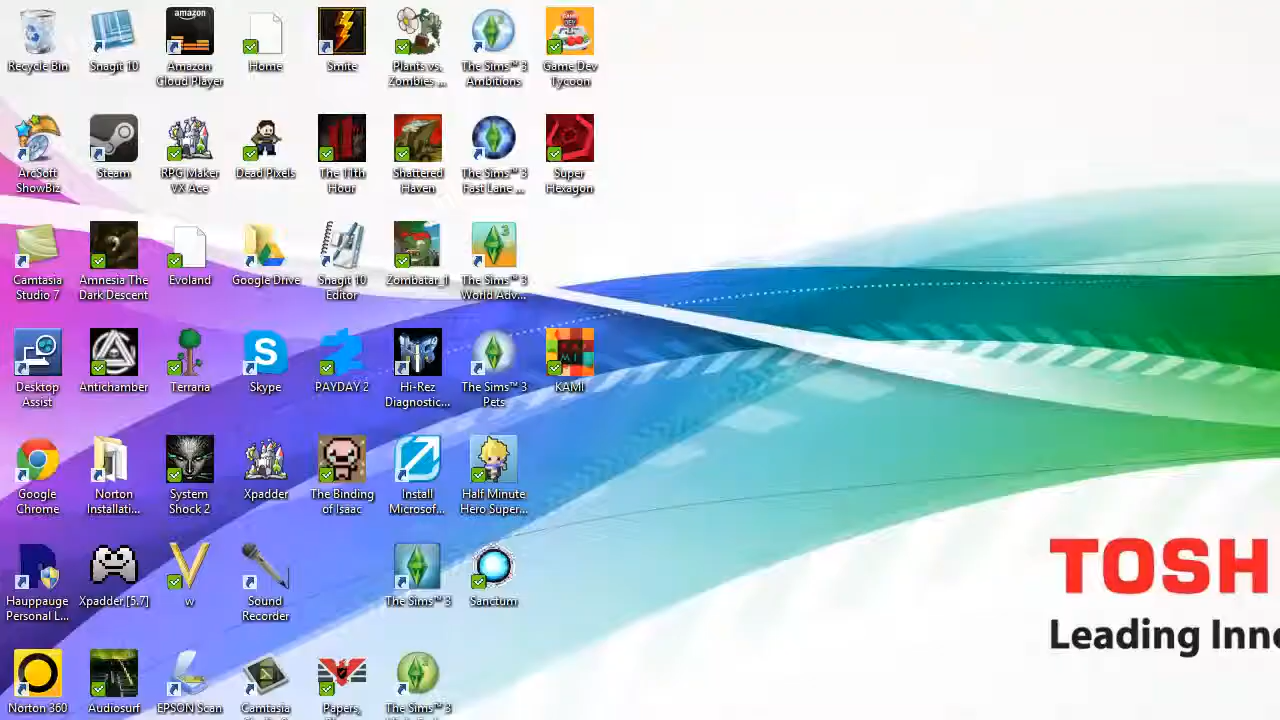 Recycle Bin
Snagit 10
Amazon
Cloud Player
Home
Smite
Plants vs.
Zombies ...
The Sims™ 3
Ambitions
Game Dev
Tycoon
ArcSoft
ShowBiz
Steam
RPG Maker
VX Ace
Dead Pixels
The 11th
Hour
Shattered
Haven
The Sims™ 3
Fast Lane ...
Super
Hexagon
Camtasia
Studio 7
Amnesia The
Dark Descent
Evoland
Google Drive
Snagit 10
Editor
Zombatar_1
The Sims™ 3
World Adv...
Desktop
Assist
Antichamber
Terraria
Skype
PAYDAY 2
Hi-Rez
Diagnostic...
The Sims™ 3
Pets
KAMI
Google
Chrome
Norton
Installati...
System
Shock 2
Xpadder
The Binding
of Isaac
Install
Microsof...
Half Minute
Hero Super...
Hauppauge
Personal L...
Xpadder [5.7]
w
Sound
Recorder
The Sims™ 3
Sanctum
TOSH
Leading Inn
Norton 360
Audiosurf
EPSON Scan
Camtasia
Papers,
The Sims™ 3